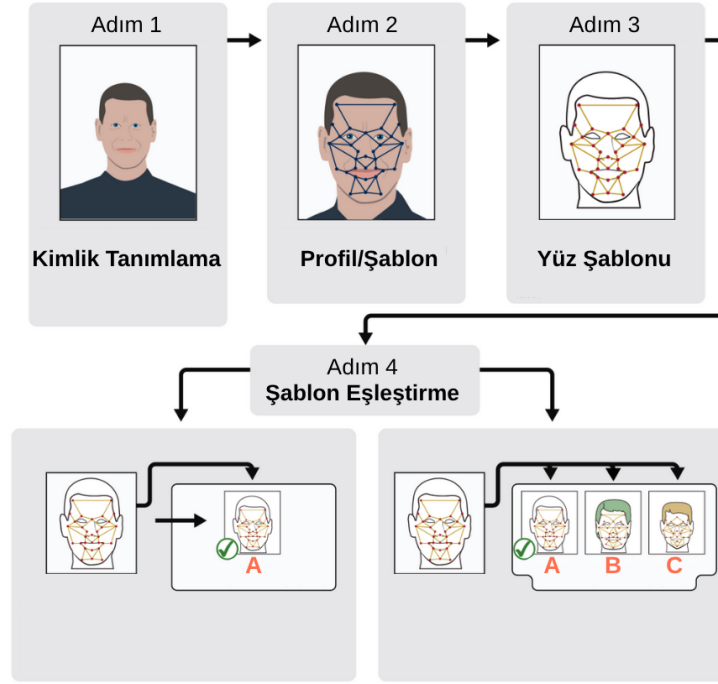 Adım 1
Adım 2
Adım 3
Kimlik Tanımlama
Profil/Şablon
Yüz Şablonu
Adım 4
Şablon Eşleştirme
A
A
B
C